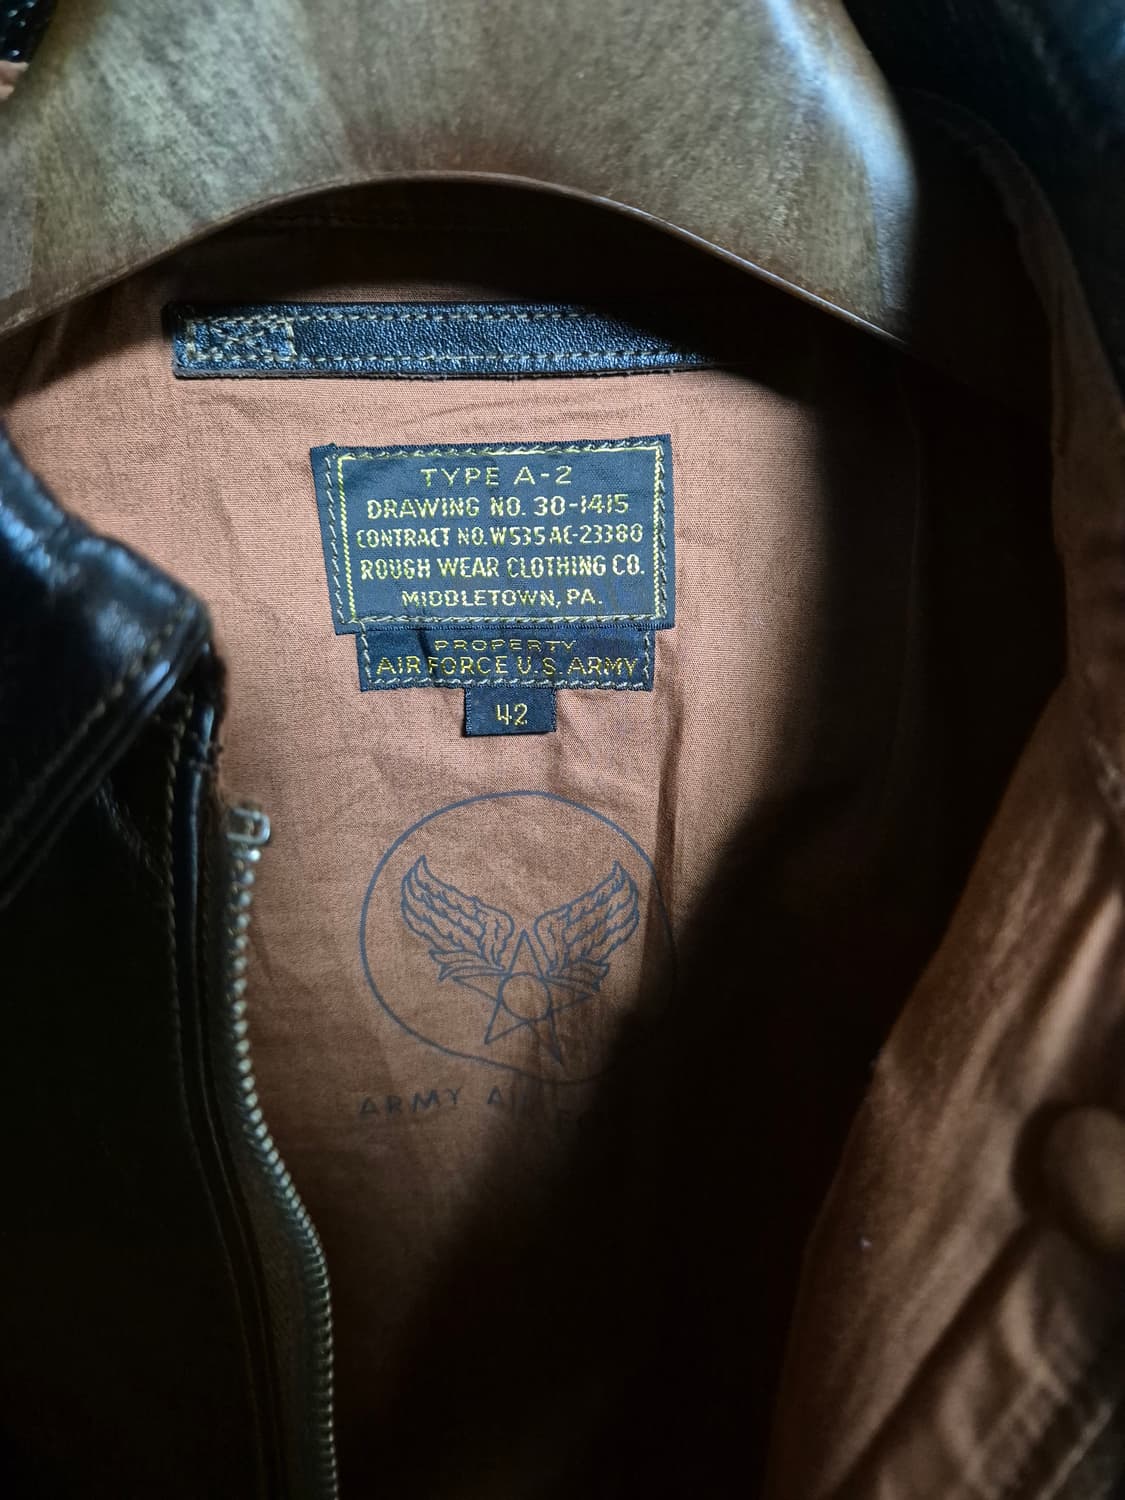 TYPE A-2
DRAWING NO. 30-1415
CONTRACT NO. W535 AC-23380
ROUGH WEAR CLOTHING CO.
MIDDLETOWN, PA.
PROPERTY
AIR FORCE U.S. ARMY
42
ARMY